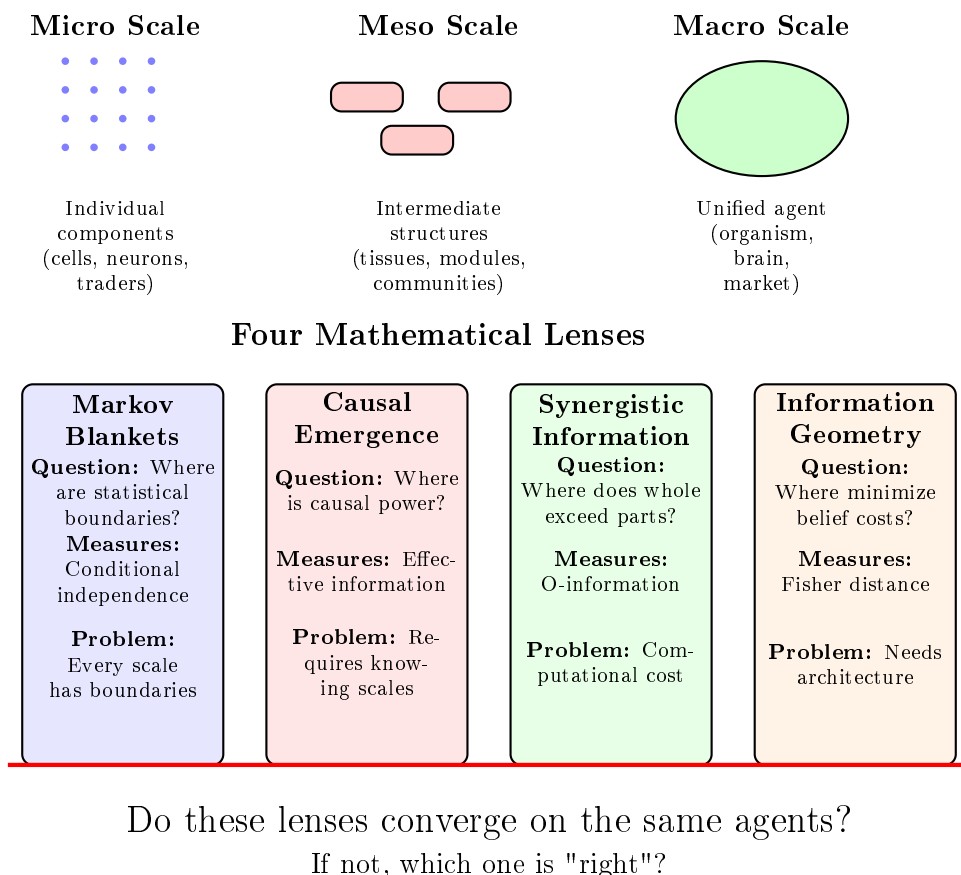 Micro Scale
Meso Scale
Macro Scale
Individual
components
(cells, neurons,
traders)
Intermediate
structures
(tissues, modules,
communities)
Unified agent
(organism,
brain,
market)
Four Mathematical Lenses
Markov
Blankets
Question: Where
are statistical
boundaries?
Measures:
Conditional
independence
Problem:
Every scale
has boundaries
Causal
Emergence
Question: Where
is causal power?
Measures: Effec-
tive information
Problem: Re-
quires know-
ing scales
Synergistic
Information
Question:
Where does whole
exceed parts?
Measures:
O-information
Problem: Com-
putational cost
Information
Geometry
Question:
Where minimize
belief costs?
Measures:
Fisher distance
Problem: Needs
architecture
Do these lenses converge on the same agents?
If not, which one is "right"?